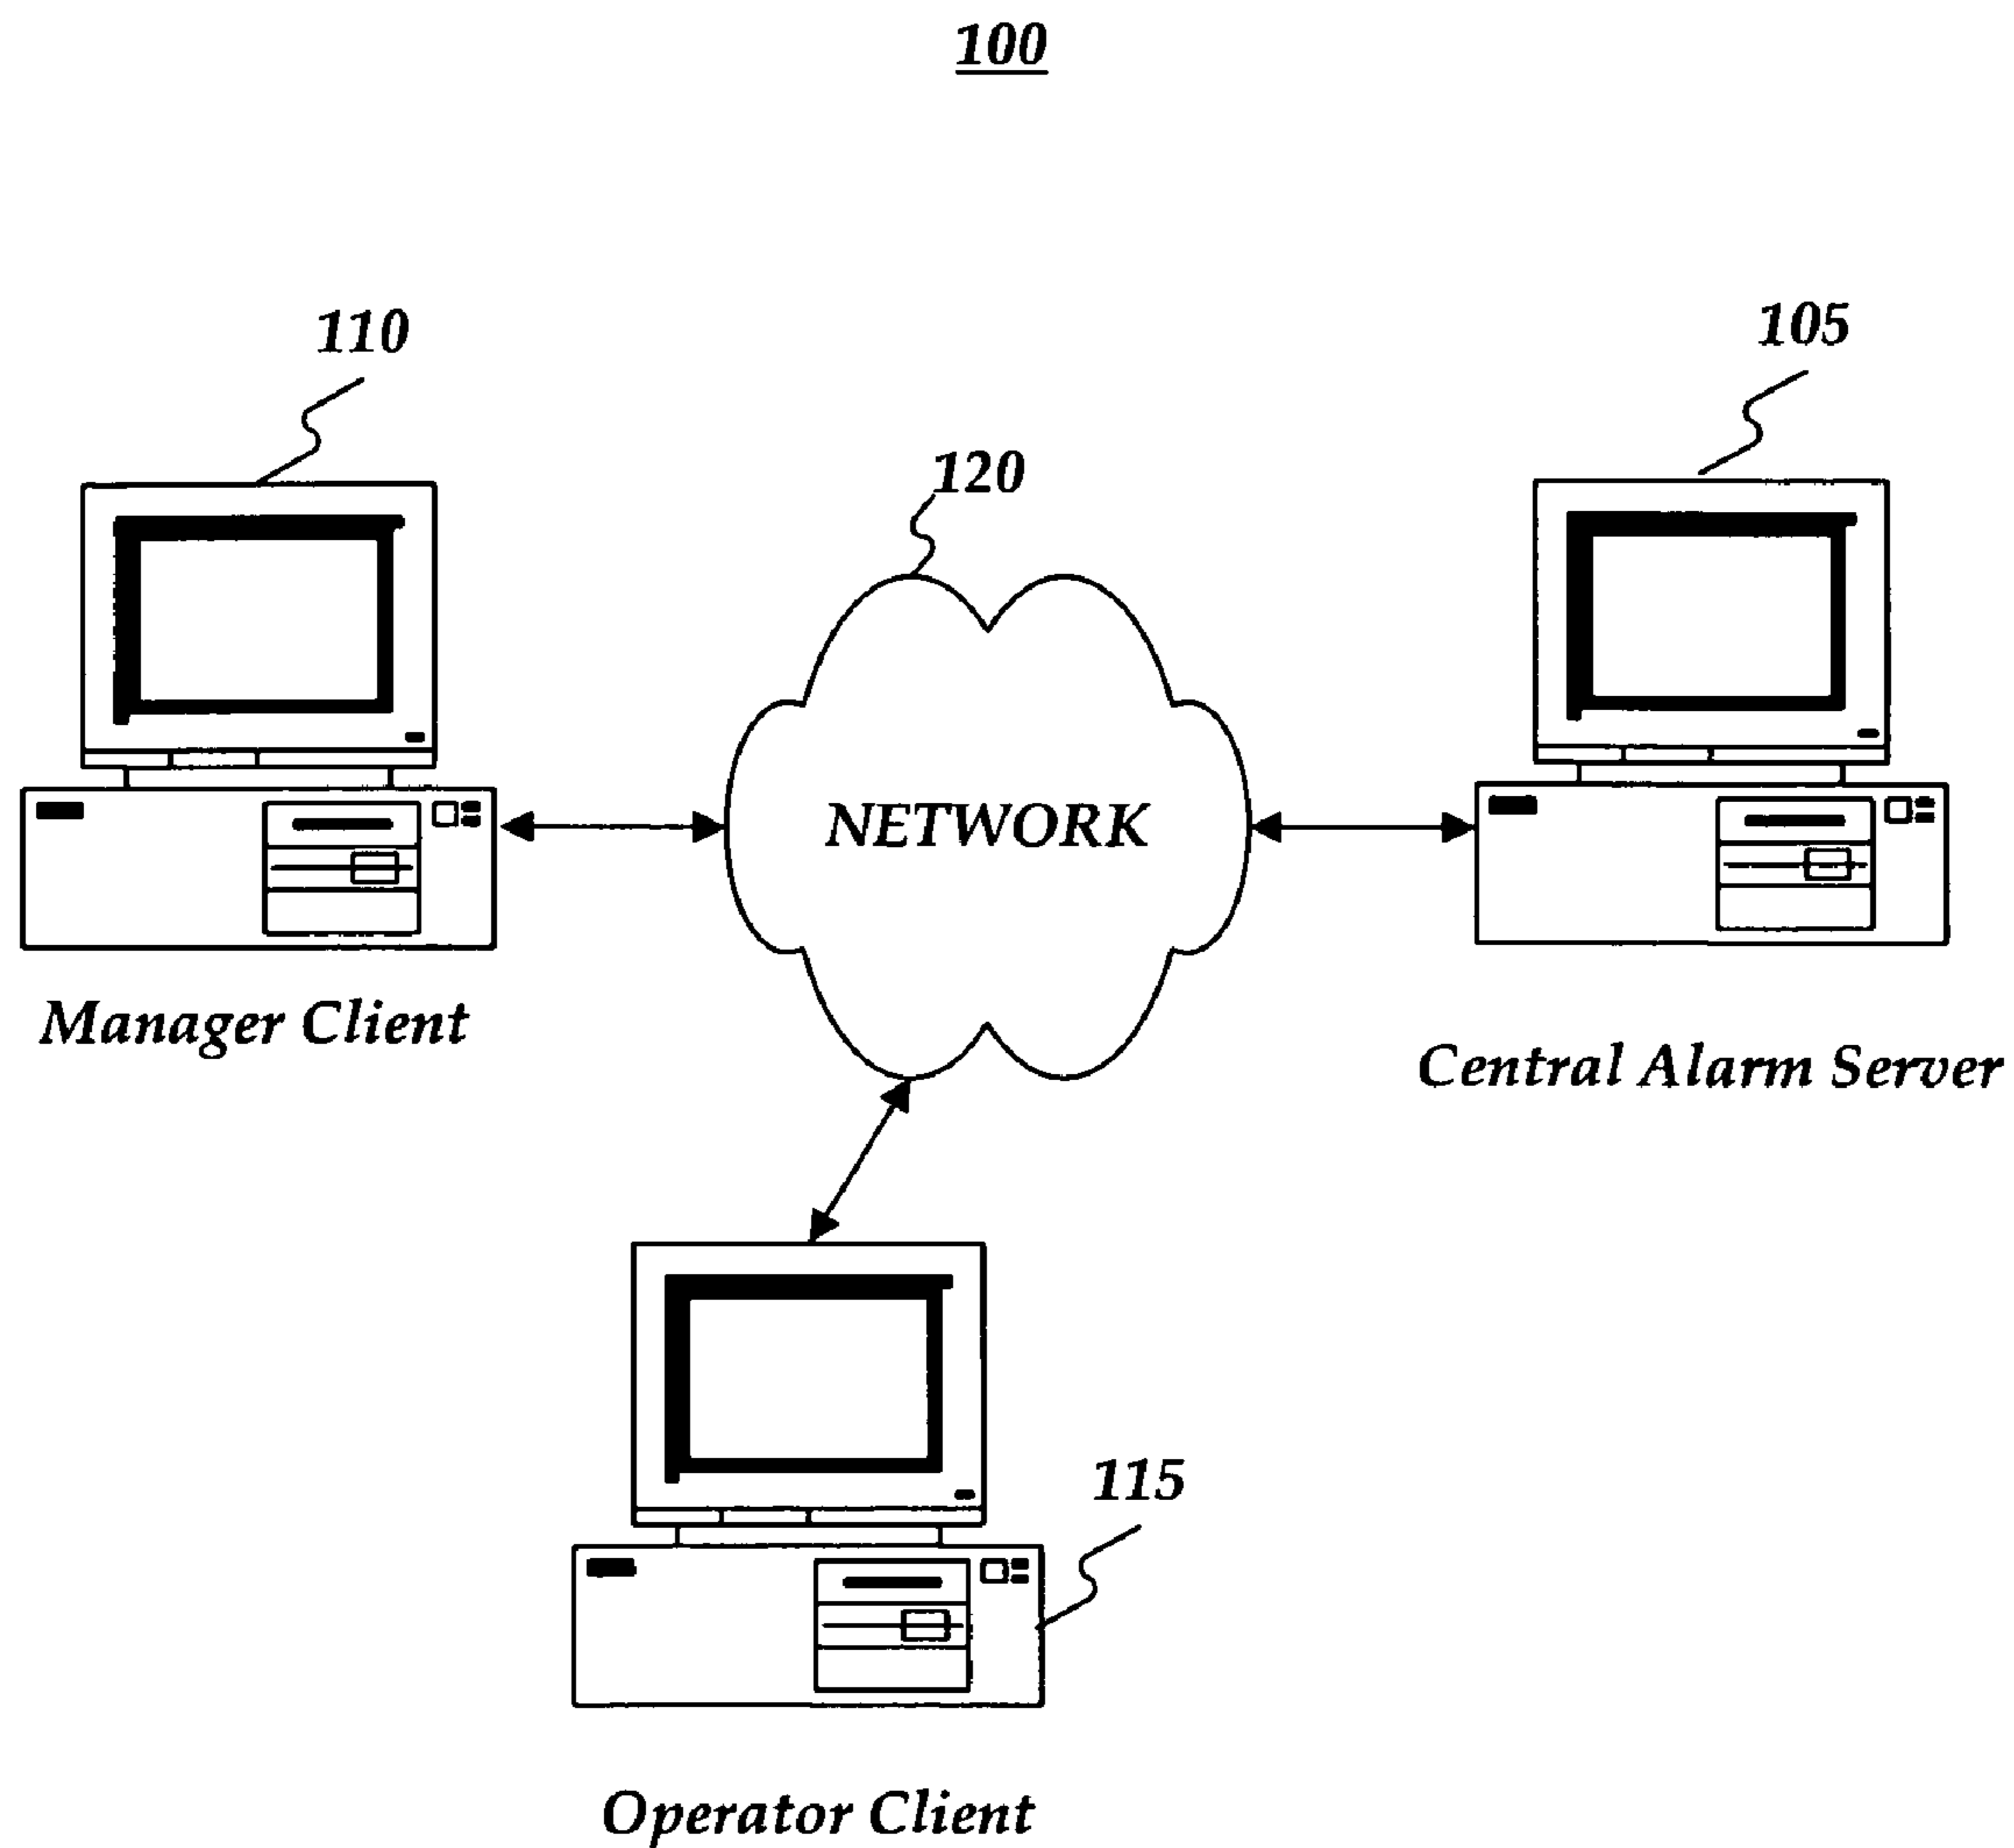 100
110
105
120
NETWORK
Manager Client
Central Alarm Server
115
Operator Client